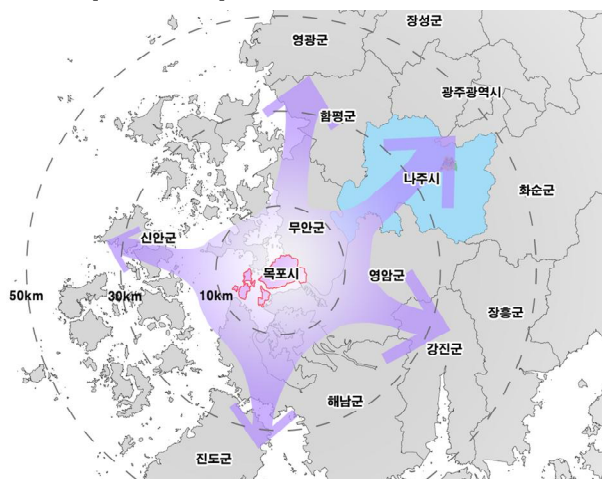 장성군
영광군
광주광역시
함평군
나주시
화순군
무안군
신안군
목포시
영암군
50km
30km
10km
장흥군
강진군
해남군
진도군